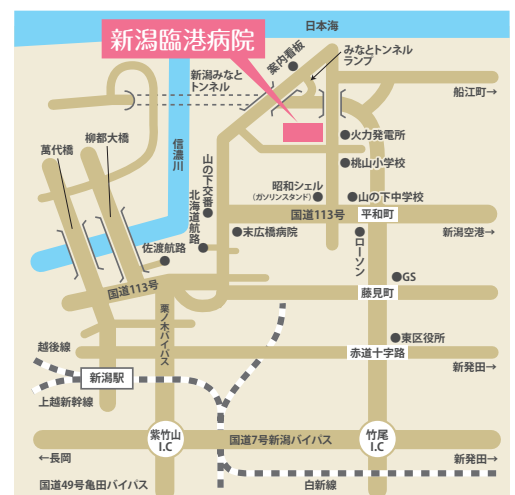 日本海
新潟臨港病院
案内看板
みなとトンネル
ランプ
新潟みなと
トンネル
船江町→
柳都大橋
萬代橋
信濃川
山の下交番
北海道航路
火力発電所
桃山小学校
昭和シェル
(ガソリンスタンド)
山の下中学校
国道113号
平和町
新潟空港→
末広橋病院
ローソン
佐渡航路
国道113号
GS
藤見町
栗ノ木バイパス
東区役所
越後線
赤道十字路
新発田→
新潟駅
上越新幹線
紫竹山
I.C
国道7号新潟バイパス
竹尾
I.C
←長岡
新発田→
国道49号亀田バイパス
白新線